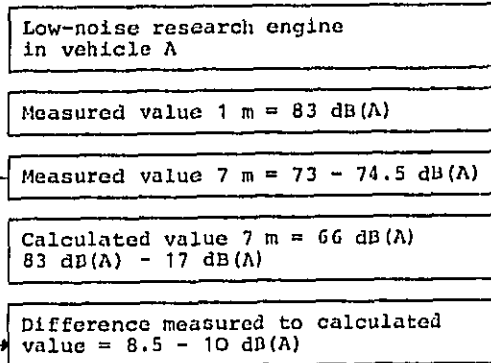 Low-noise research engine
in vehicle A
Measured value 1 m = 83 dB(A)
Measured value 7 m = 73 - 74.5 dB(A)
Calculated value 7 m = 66 dB(A)
83 dB(A) - 17 dB(A)
Difference measured to calculated
value = 8.5 - 10 dB(A)